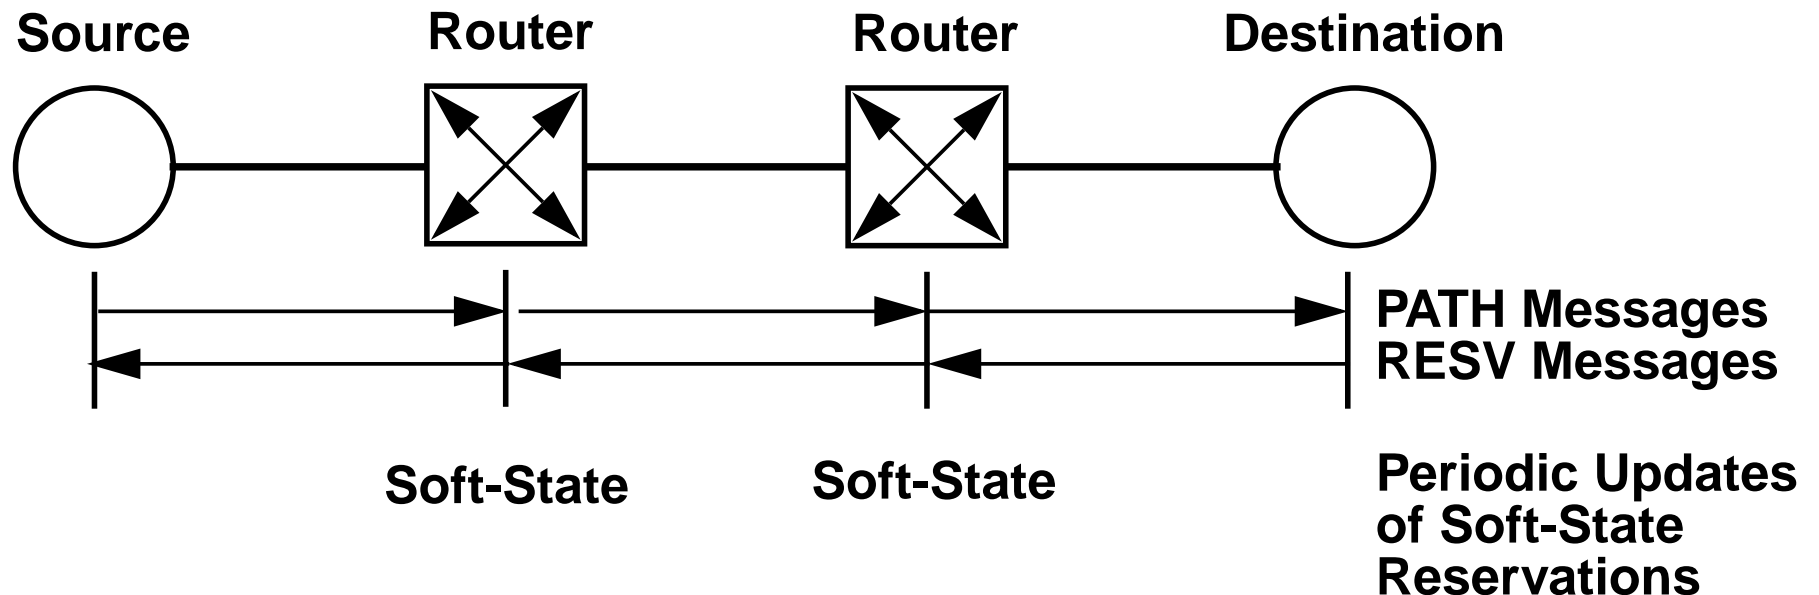 Source
Router
Router
Destination
PATH Messages
RESV Messages
Soft-State
Soft-State
Periodic Updates
of Soft-State
Reservations